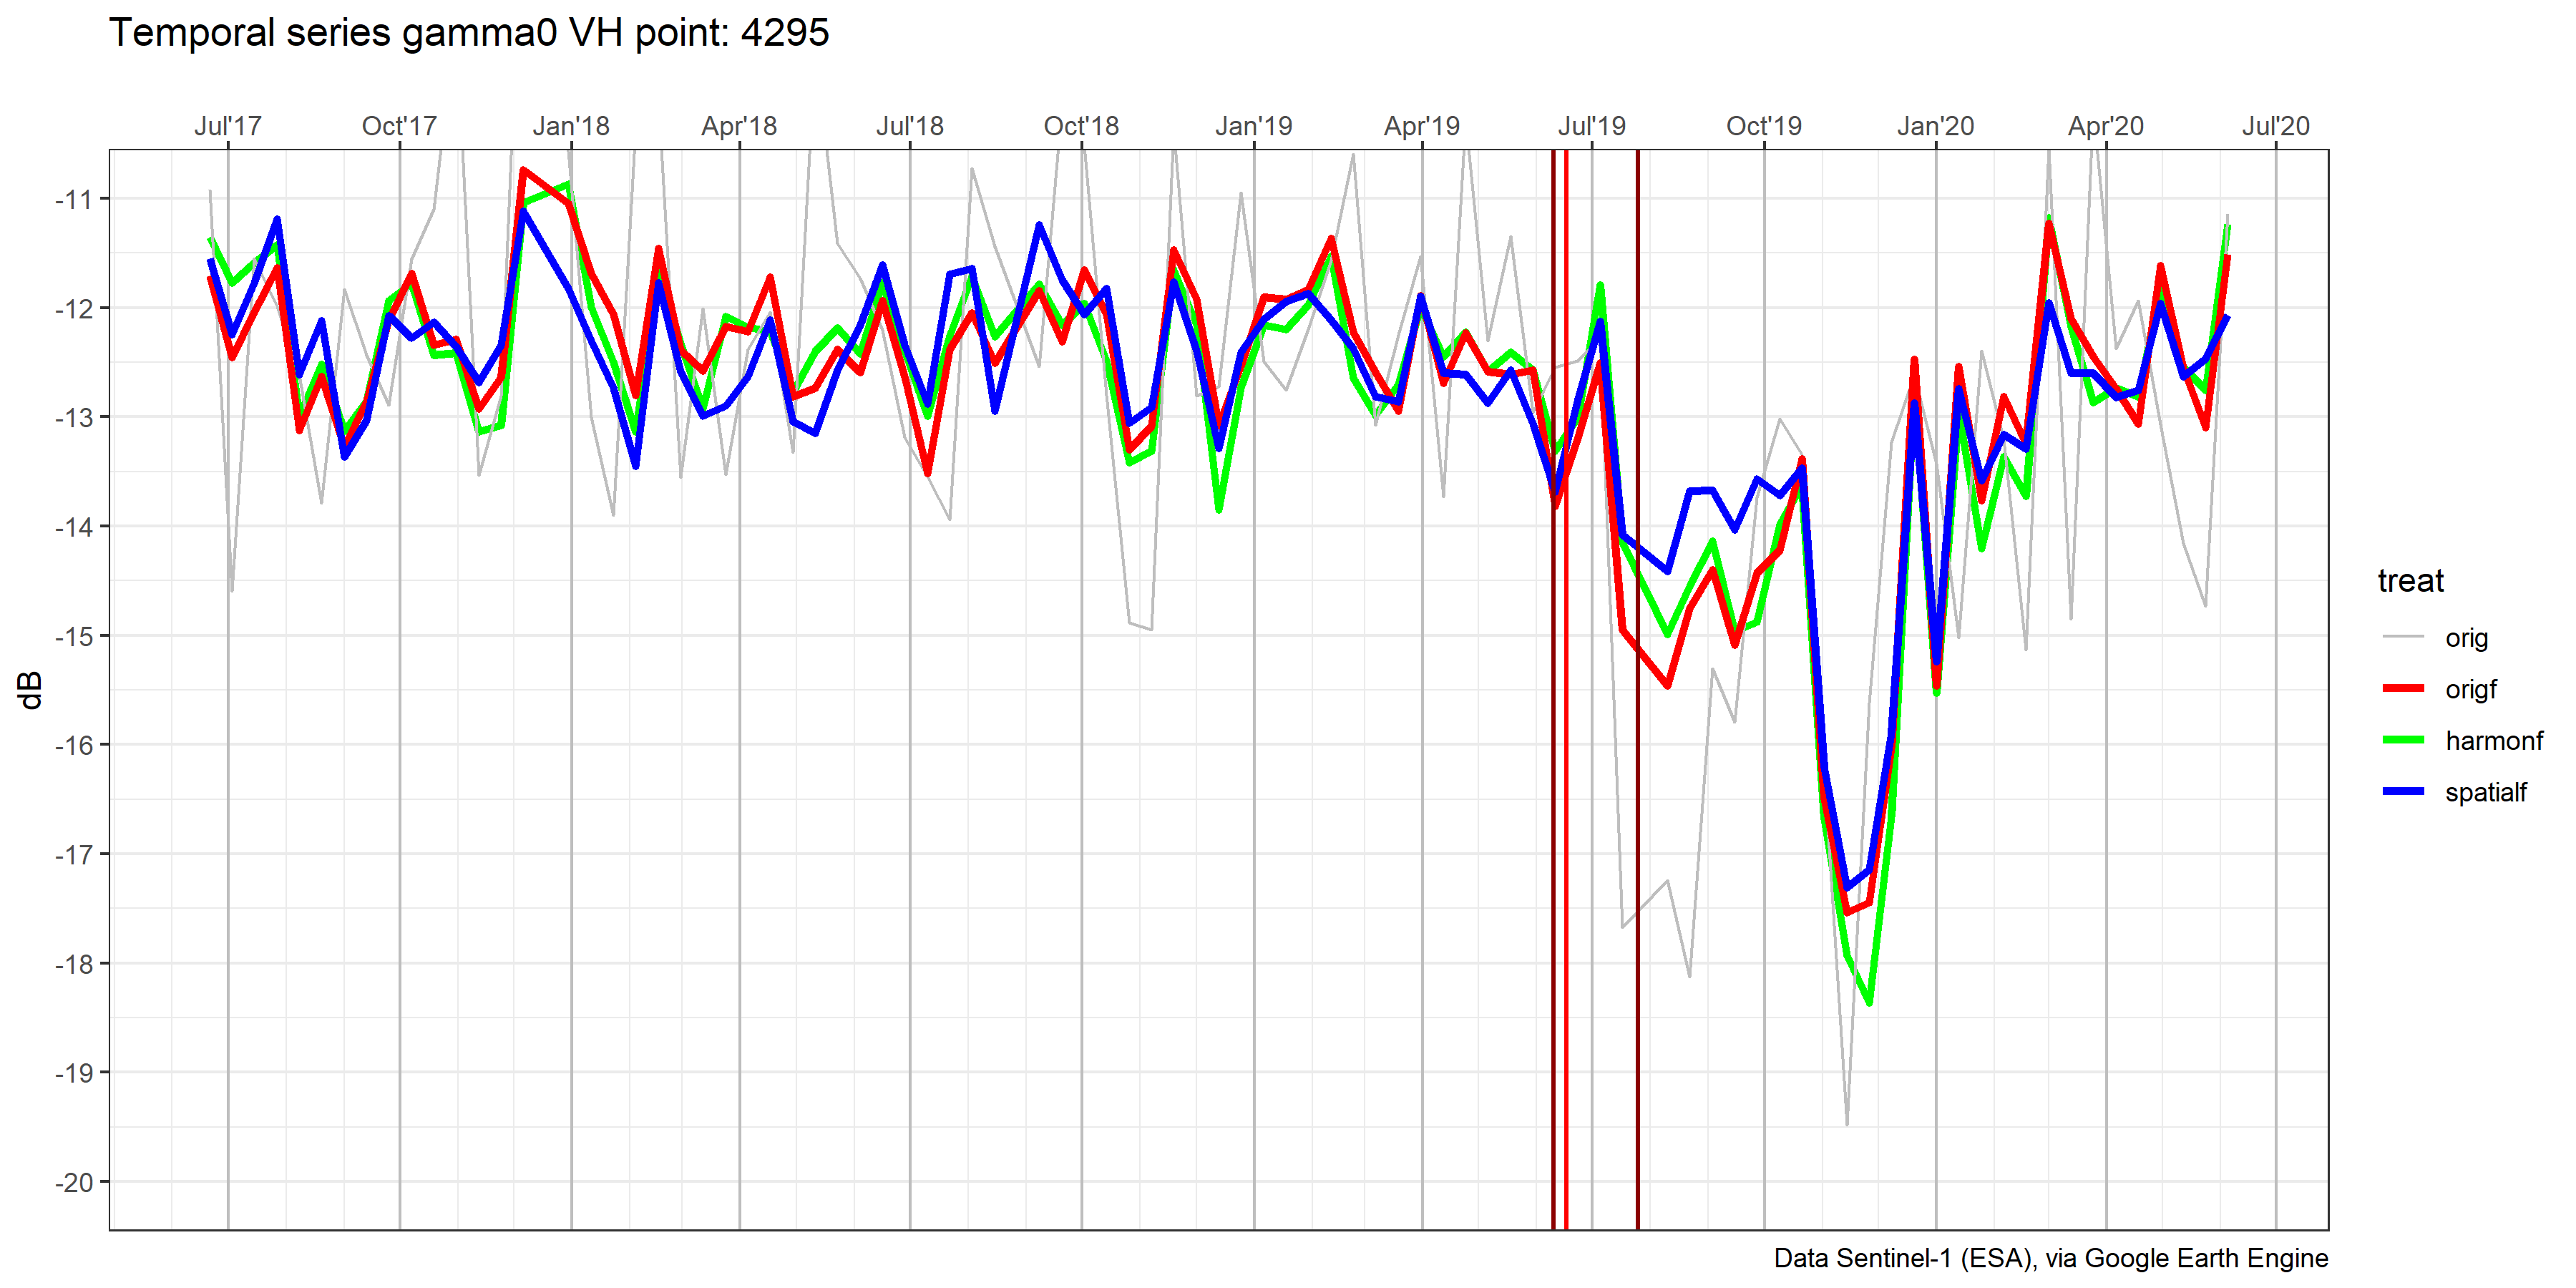 Temporal series gamma0 VH point: 4295
Jul'17 Oct'17 Jan'18 Apr'18 Jul'18 Oct'18 Jan'19 Apr'19 Jul'19 Oct'19 Jan'20 Apr'20 Jul'20
-11
-12
-13
-14
-15
-16
-17
-18
-19
-20
dB
treat
orig
origf
harmonf
spatialf
Data Sentinel-1 (ESA), via Google Earth Engine